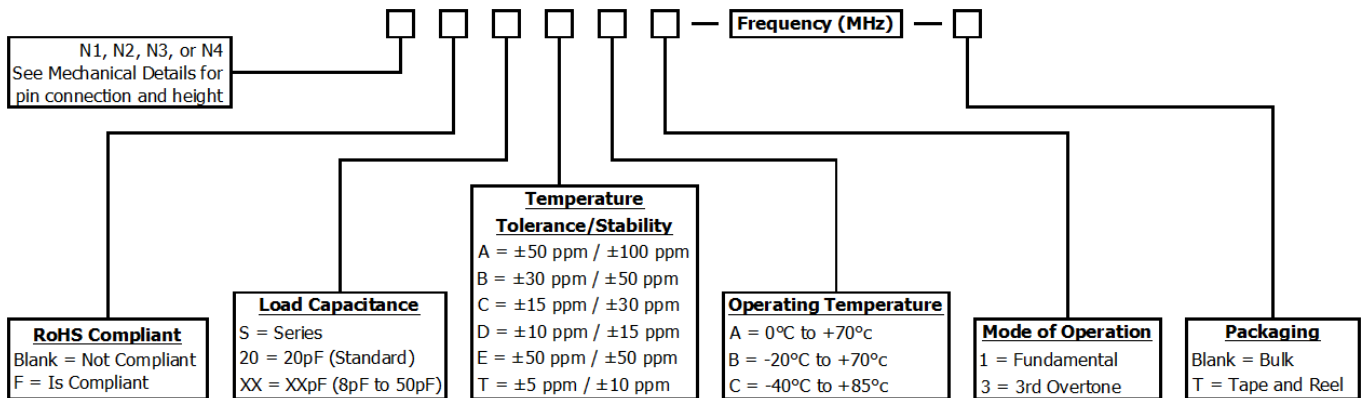 Frequency (MHz)
N1, N2, N3, or N4
See Mechanical Details for
pin connection and height
Temperature
Tolerance/Stability
A = ±50 ppm / ±100 ppm
B = ±30 ppm / ±50 ppm
C = ±15 ppm / ±30 ppm
D = ±10 ppm / ±15 ppm
E = ±50 ppm / ±50 ppm
T = ±5 ppm / ±10 ppm
RoHS Compliant
Blank = Not Compliant
F = Is Compliant
Load Capacitance
S = Series
20 = 20pF (Standard)
XX = XXpF (8pF to 50pF)
Operating Temperature
A = 0°C to +70°c
B = -20°C to +70°c
C = -40°C to +85°c
Mode of Operation
1 = Fundamental
3 = 3rd Overtone
Packaging
Blank = Bulk
T = Tape and Reel